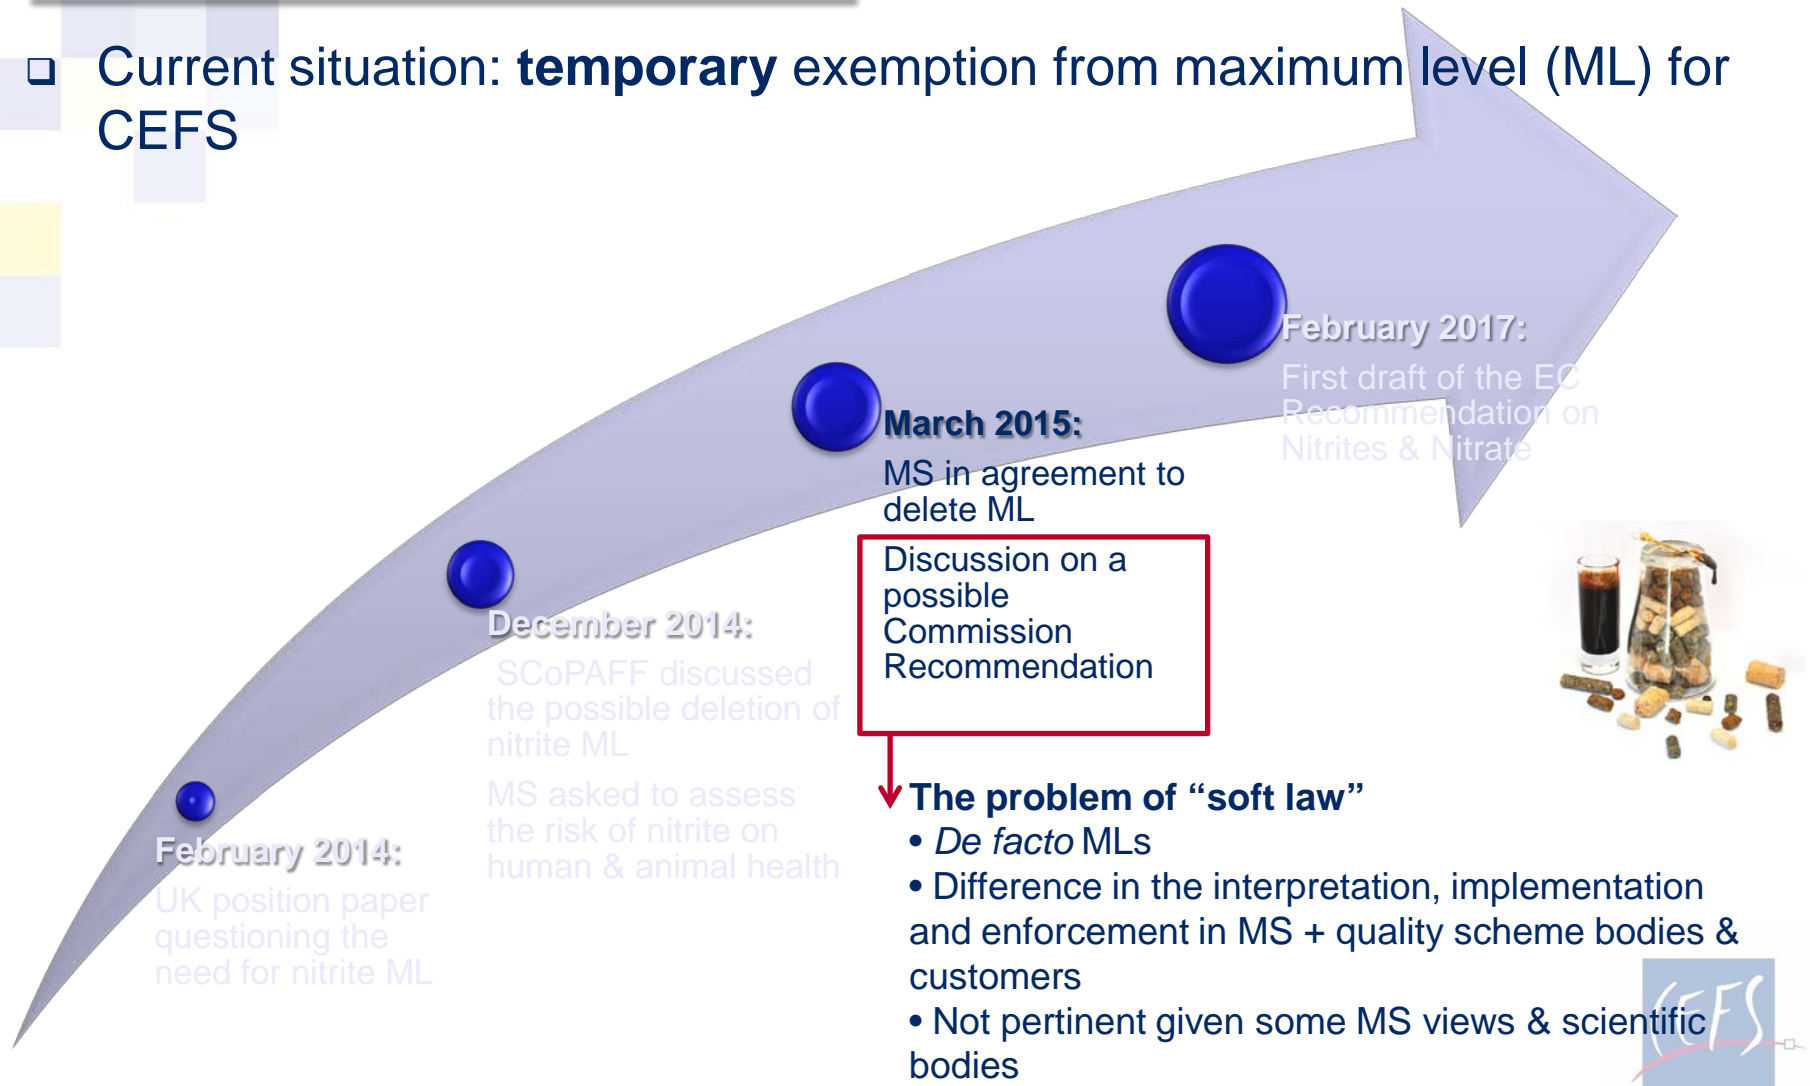 Current situation: temporary exemption from maximum level (ML) for
CEFS
February 2014:
UK position paper
questioning the
need for nitrite ML
December 2014:
SCoPAFF discussed
the possible deletion of
nitrite ML
MS asked to assess
the risk of nitrite on
human & animal health
March 2015:
MS in agreement to
delete ML
Discussion on a
possible
Commission
Recommendation
February 2017:
First draft of the EC
Recommendation on
Nitrites & Nitrate
The problem of “soft law”
• De facto MLs
• Difference in the interpretation, implementation
and enforcement in MS + quality scheme bodies &
customers
• Not pertinent given some MS views & scientific
bodies
CEFS